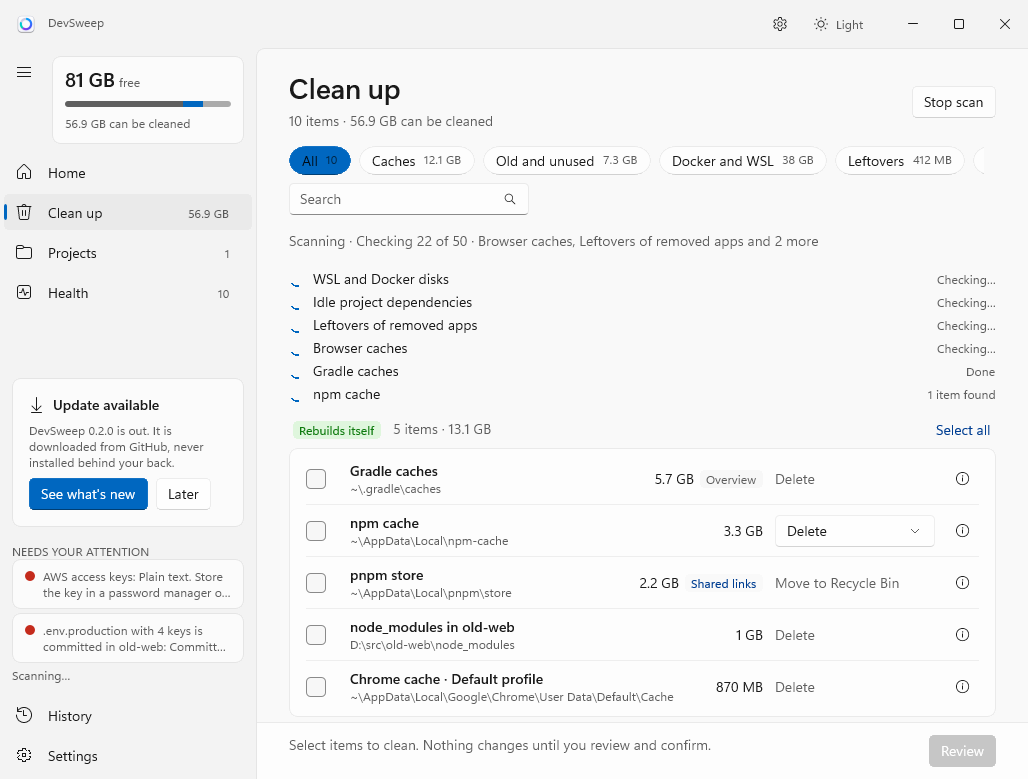 DevSweep
Light
81 GB free
56.9 GB can be cleaned
Home
Clean up 56.9 GB
Projects 1
Health 10
Update available
DevSweep 0.2.0 is out. It is
downloaded from GitHub, never
installed behind your back.
See what's new Later
NEEDS YOUR ATTENTION
AWS access keys: Plain text. Store
the key in a password manager o...
.env.production with 4 keys is
committed in old-web: Committ...
Scanning...
History
Settings
Clean up
10 items · 56.9 GB can be cleaned
Stop scan
All 10 Caches 12.1 GB Old and unused 7.3 GB Docker and WSL 38 GB Leftovers 412 MB
Search
Scanning · Checking 22 of 50 · Browser caches, Leftovers of removed apps and 2 more
WSL and Docker disks Checking...
Idle project dependencies Checking...
Leftovers of removed apps Checking...
Browser caches Checking...
Gradle caches Done
npm cache 1 item found
Rebuilds itself 5 items · 13.1 GB Select all
Gradle caches 5.7 GB Overview Delete
~\.gradle\caches
npm cache 3.3 GB Delete
~\AppData\Local\npm-cache
pnpm store 2.2 GB Shared links Move to Recycle Bin
~\AppData\Local\pnpm\store
node_modules in old-web 1 GB Delete
D:\src\old-web\node_modules
Chrome cache · Default profile 870 MB Delete
~\AppData\Local\Google\Chrome\User Data\Default\Cache
Select items to clean. Nothing changes until you review and confirm.
Review